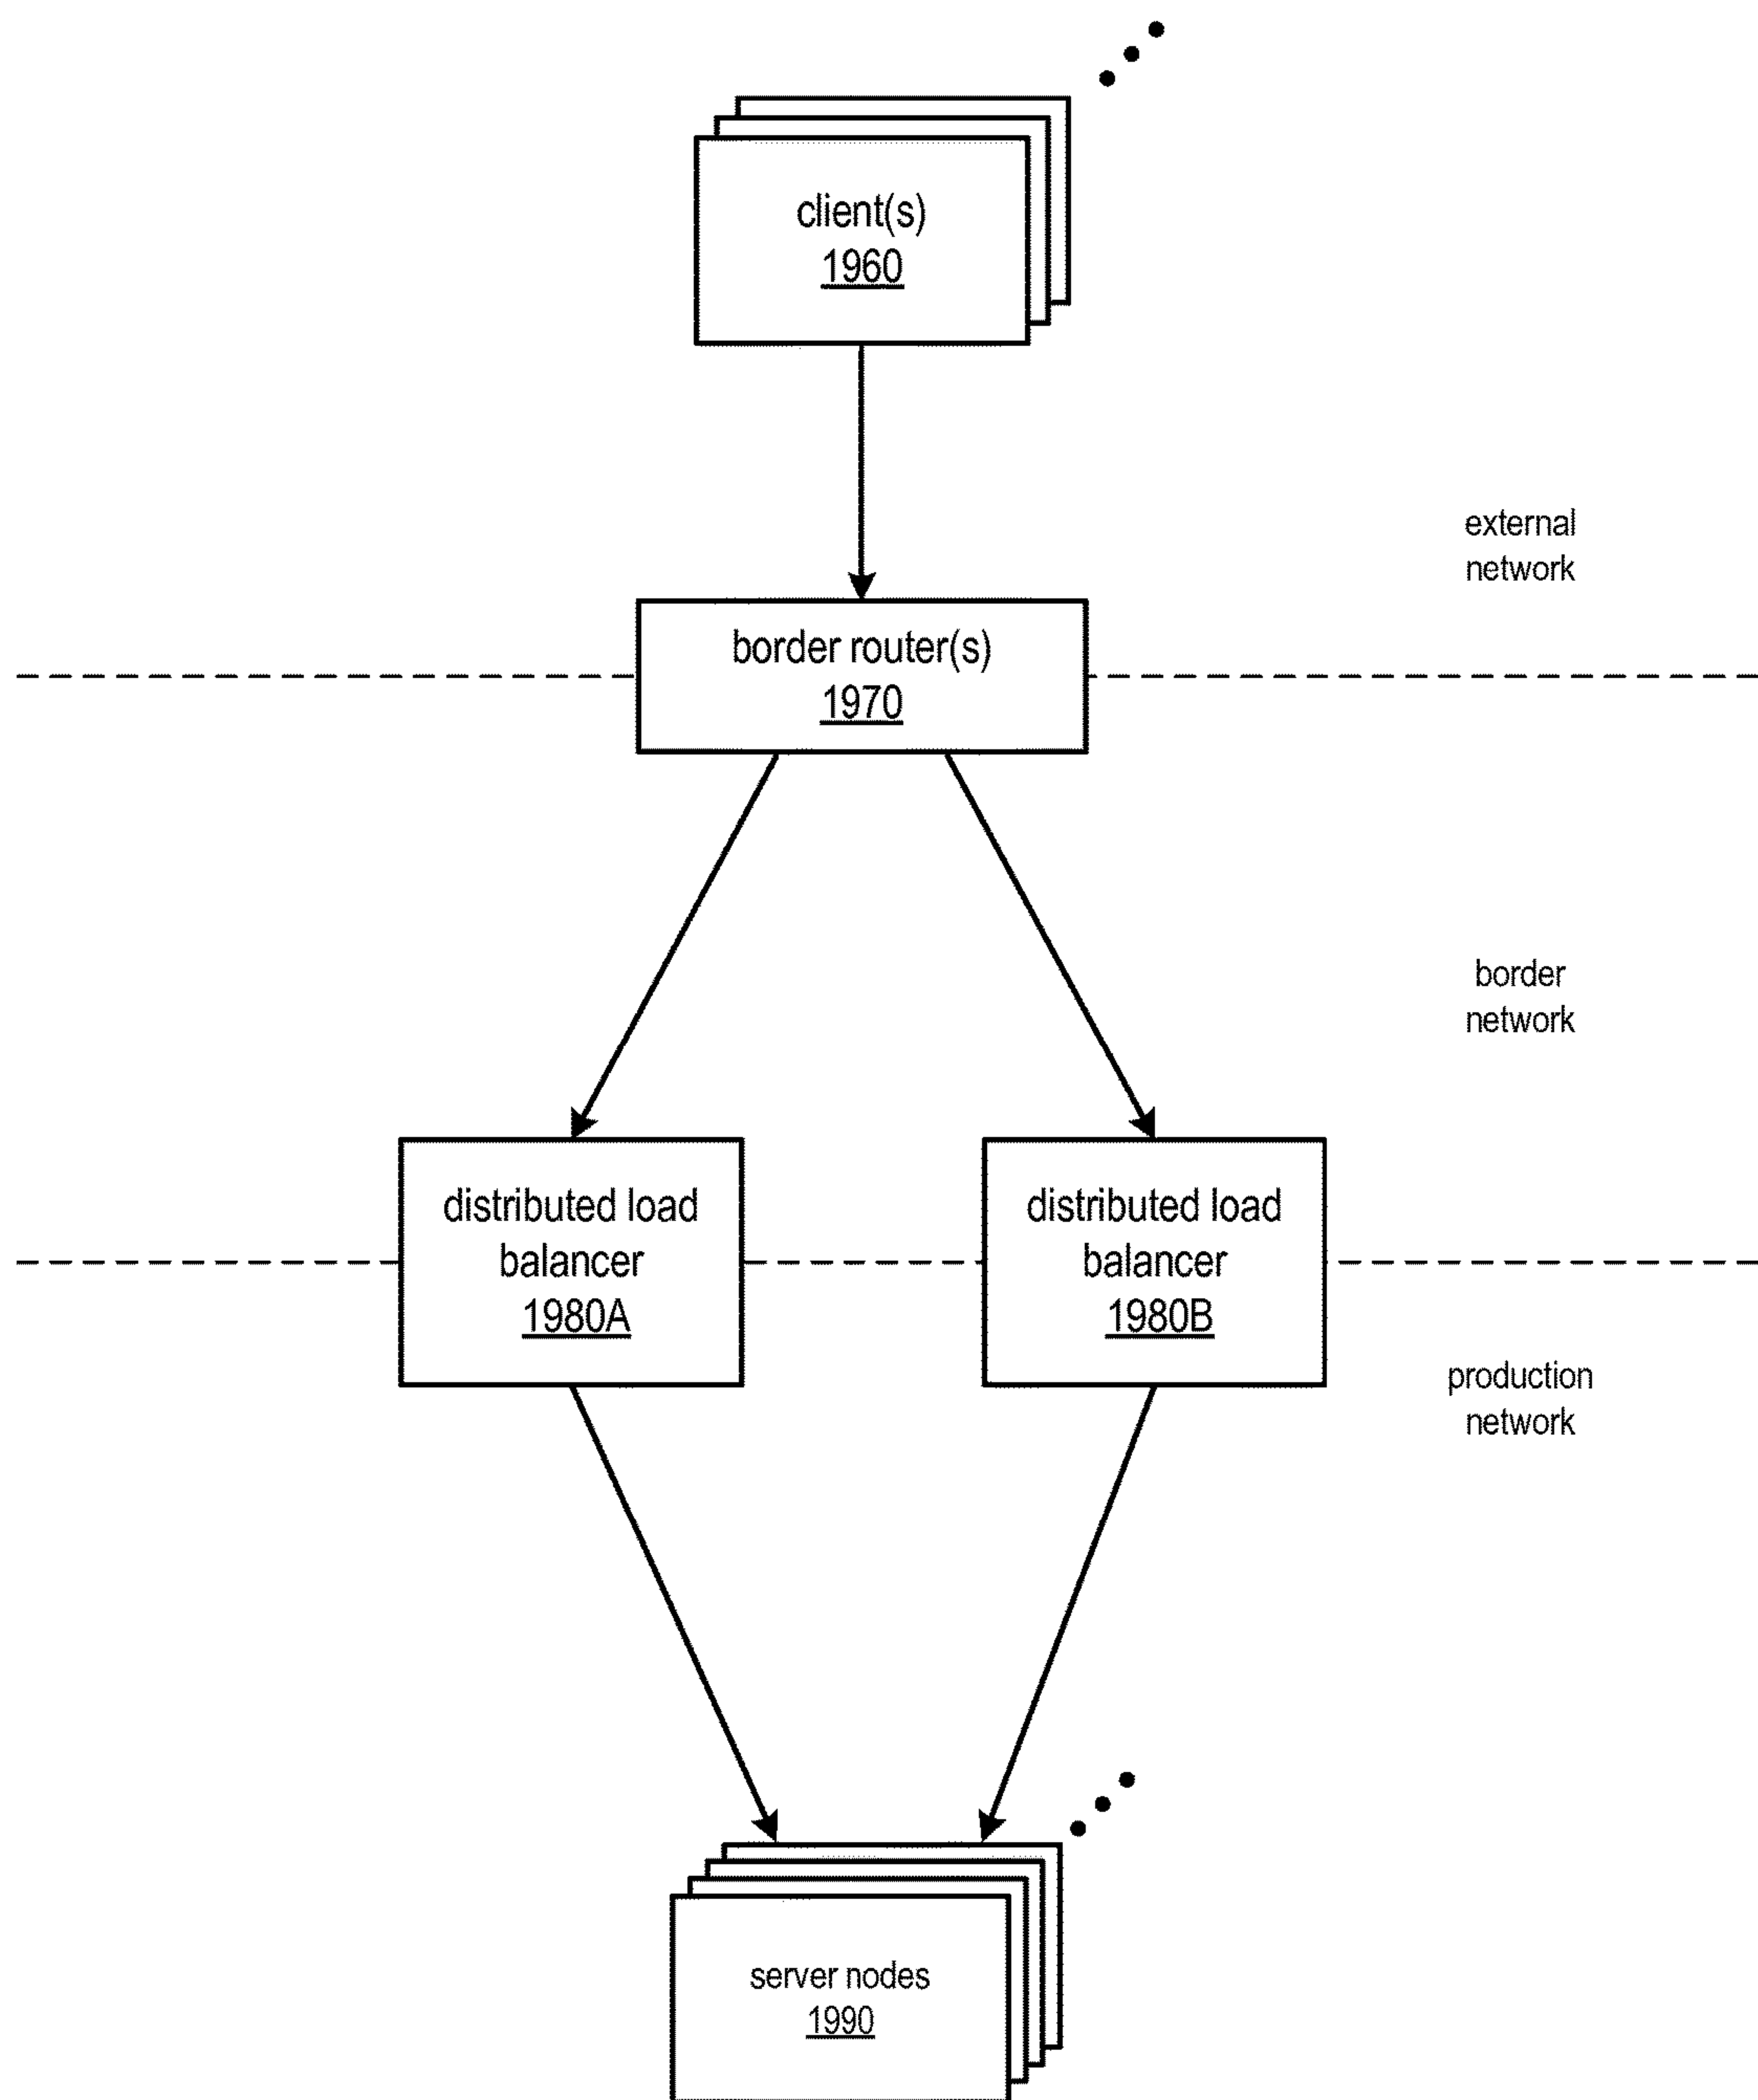 client(s)
1960
external
network
border router(s)
1970
border
network
distributed load
balancer
1980A
distributed load
balancer
1980B
production
network
server nodes
1990